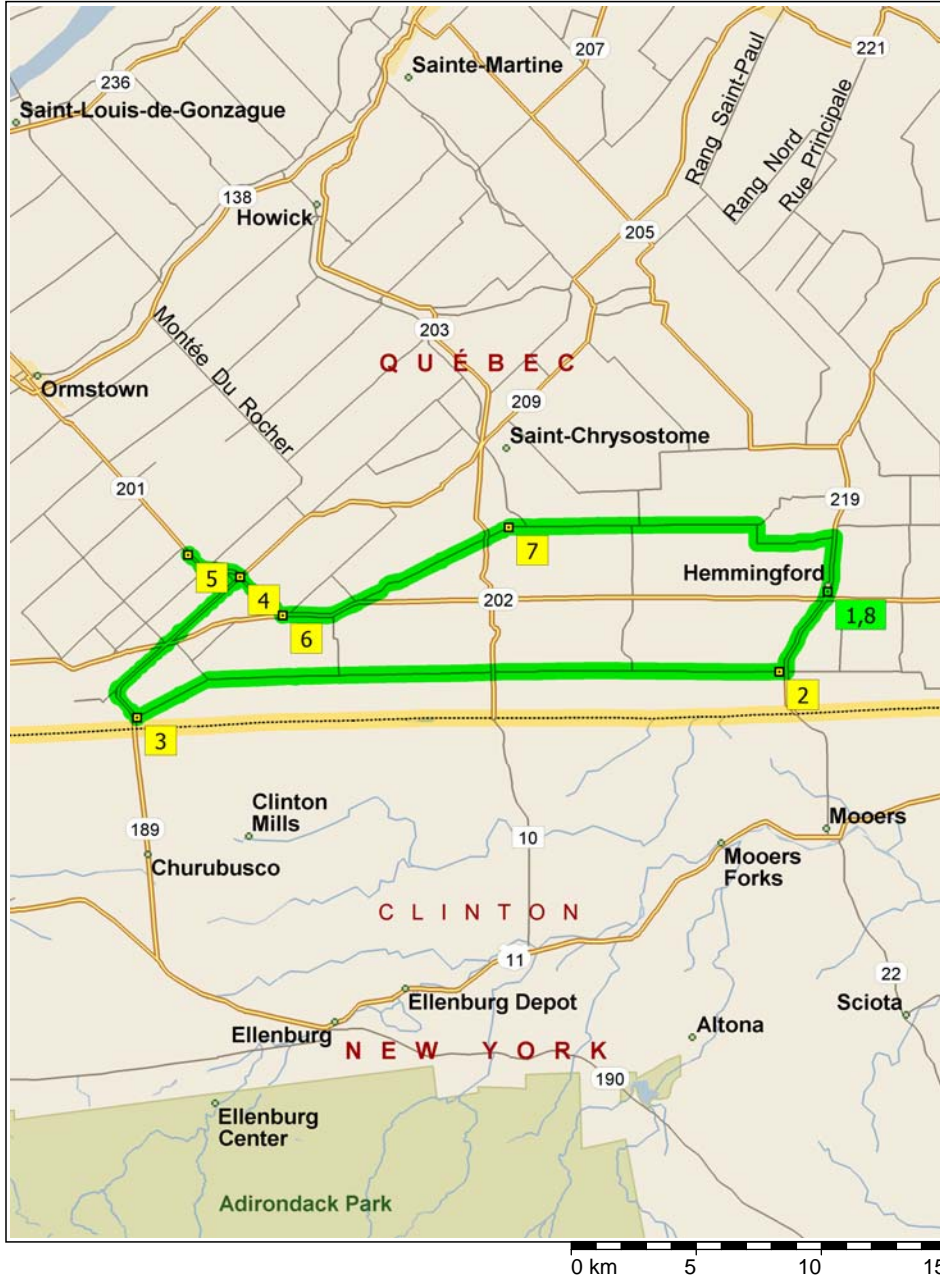 207
221
Sainte-Martine
236
Saint-Louis-de-Gonzague
Rang Saint-Paul
Rang Nord
Rue Principale
138
Howick
205
203
Montée Du Rocher
QUÉBEC
Ormstown
209
Saint-Chrysostome
201
219
7
Hemmingford
5
4
202
1,8
6
2
3
Clinton
Mills
189
10
Mooers
Churubusco
Mooers
Forks
CLINTON
11
22
Ellenburg Depot
Sciota
Ellenburg
Altona
NEW YORK
190
Ellenburg
Center
Adirondack Park
0 km 5 10 15